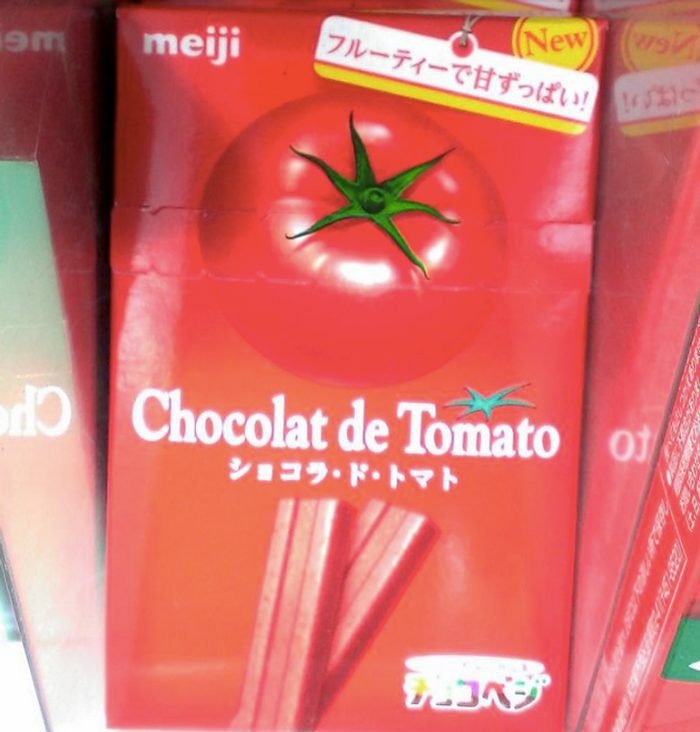 meiji
New
フルーティーで甘ずっぱい!
Chocolat de Tomato
ショコラ・ド・トマト
チョコベジ